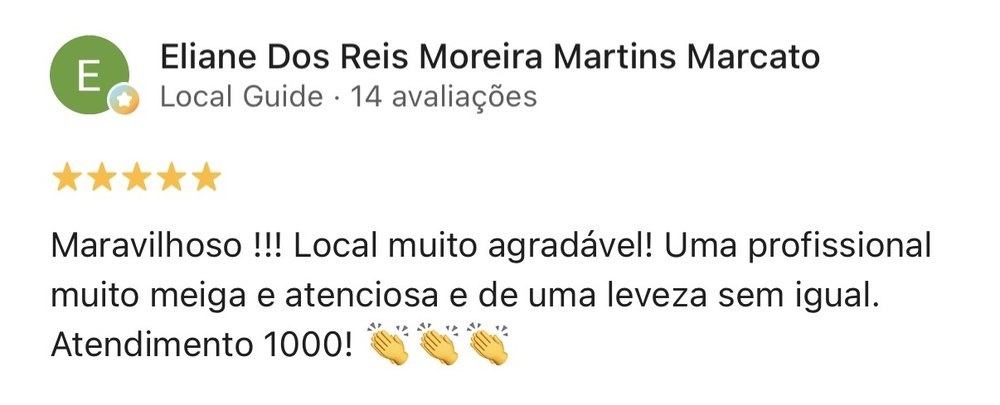 E
Eliane Dos Reis Moreira Martins Marcato
Local Guide · 14 avaliações
Maravilhoso !!! Local muito agradável! Uma profissional
muito meiga e atenciosa e de uma leveza sem igual.
Atendimento 1000! 👏👏👏